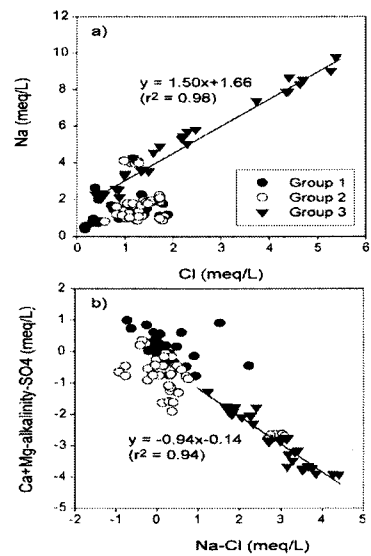 a)
12
10
8
6
4
2
0
Na (meq/L)
y = 1.50x+1.66
(r² = 0.98)
Group 1
Group 2
Group 3
0 1 2 3 4 5 6
Cl (meq/L)
b)
2
1
0
-1
-2
-3
-4
-5
Ca+Mg-alkalinity-SO4 (meq/L)
y = -0.94x-0.14
(r² = 0.94)
-2 -1 0 1 2 3 4 5
Na-Cl (meq/L)